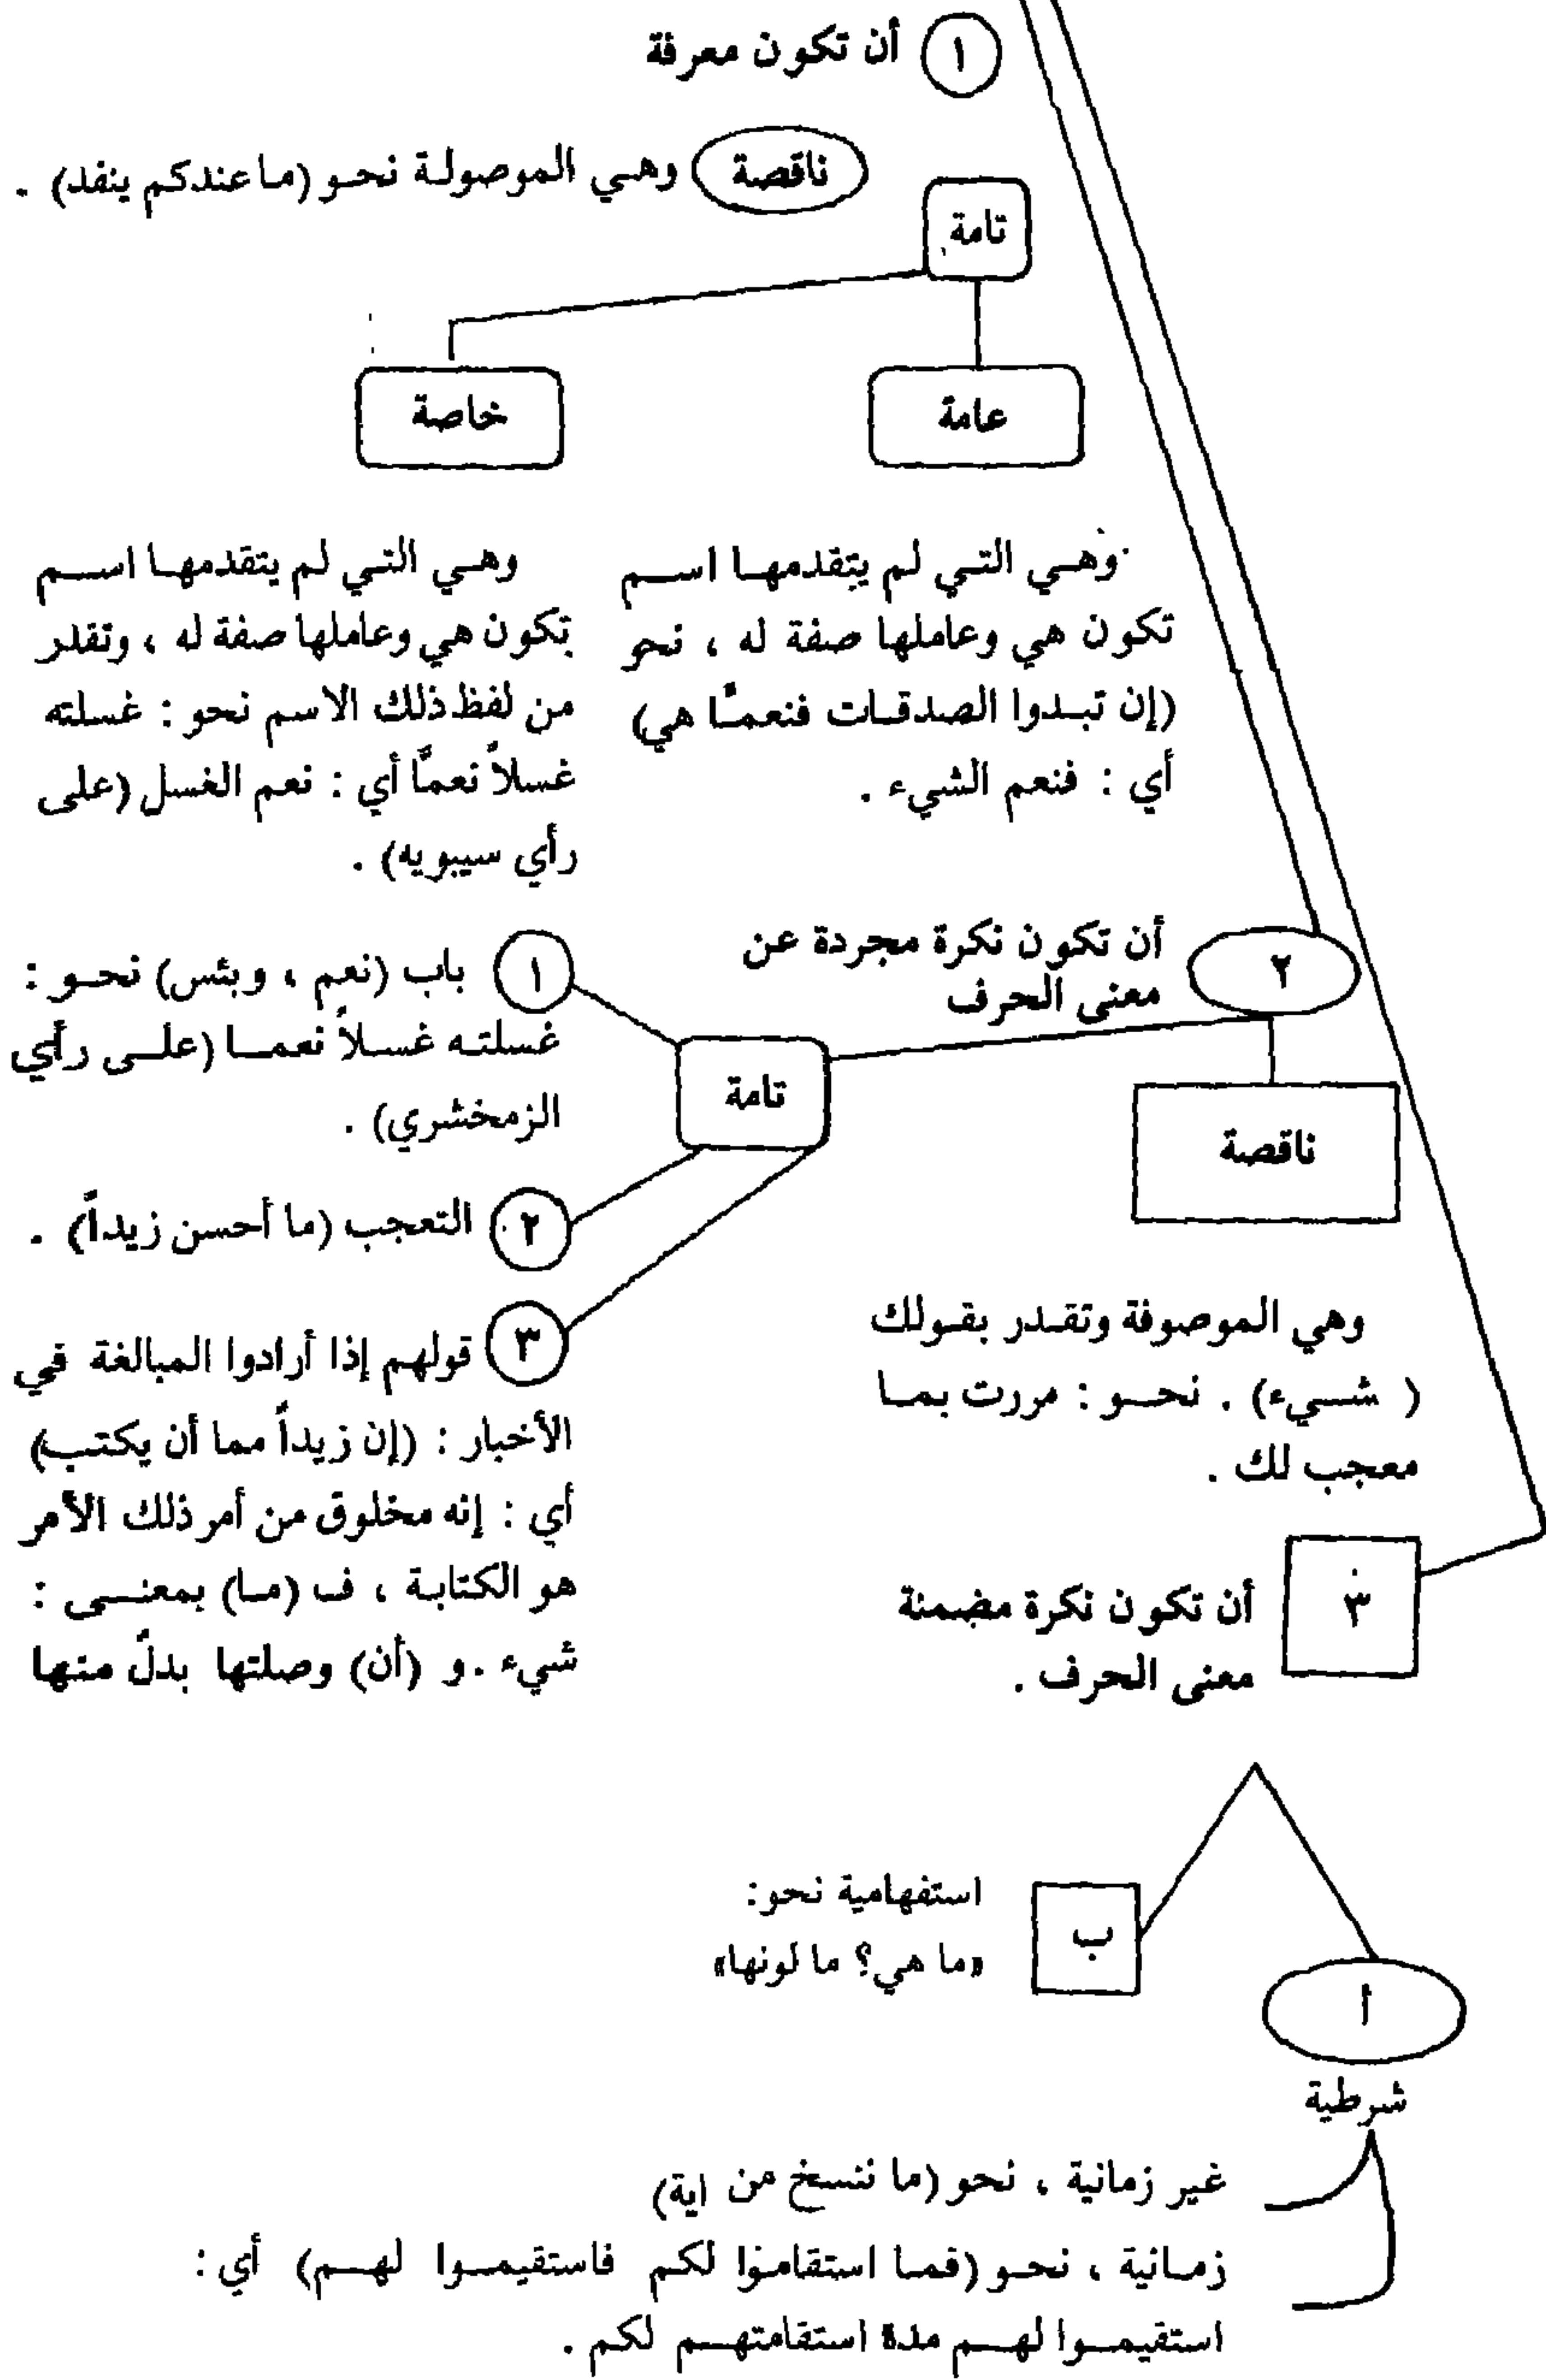 ١ أن تكون معرفة
ناقصة وهي الموصولة نحو (ما عندكم ينفد) .
تامة
عامة
خاصة
وهي التي لم يتقدمها اسم
تكون هي وعاملها صفة له ، نحو
(إن تبدوا الصدقات فنعمَّا هي)
أي : فنعم الشيء .
وهي التي لم يتقدمها اسم
تكون هي وعاملها صفة له ، وتقدر
من لفظ ذلك الاسم نحو : غسلته
غسلاً نعمَّا أي : نعم الغسل (على
رأي سيبويه) .
٢ أن تكون نكرة مجردة عن
معنى الحرف
ناقصة
وهي الموصوفة وتقدر بقولك
( شيء) . نحو : مررت بما
معجب لك .
تامة
١ باب (نعم ، وبئس) نحو :
غسلته غسلاً نعما (على رأي
الزمخشري) .
٢ التعجب (ما أحسن زيداً) .
٣ قولهم إذا أرادوا المبالغة في
الأخبار : (إن زيداً مما أن يكتب)
أي : إنه مخلوق من أمر ذلك الأمر
هو الكتابة ، ف (ما) بمعنى :
شيء . و (أن) وصلتها بدلٌ منها
٣ أن تكون نكرة مضمنة
معنى الحرف .
ب استفهامية نحو:
«ما هي؟ ما لونها»
أ
شرطية
غير زمانية ، نحو (ما ننسخ من اية)
زمانية ، نحو (فما استقاموا لكم فاستقيموا لهم) أي :
استقيموا لهم مدة استقامتهم لكم .